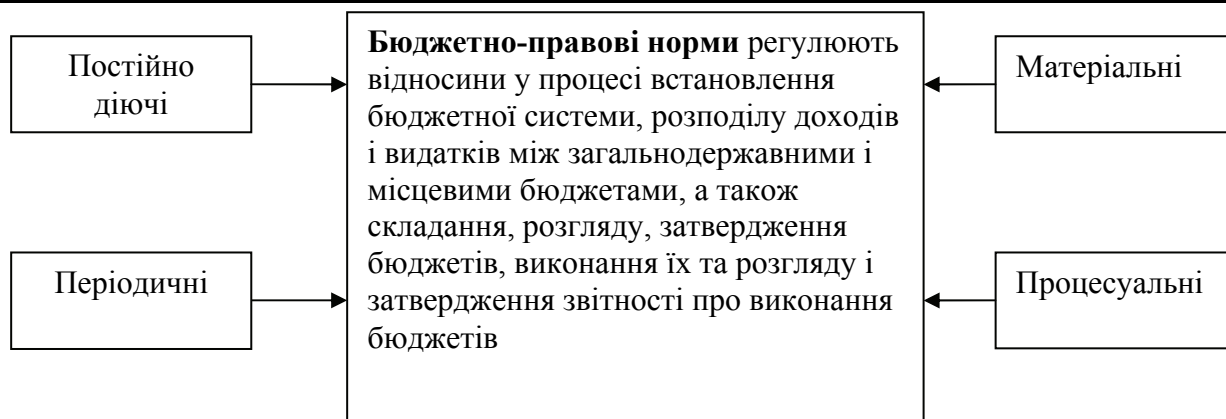 Постійно
діючі
Періодичні
Бюджетно-правові норми регулюють
відносини у процесі встановлення
бюджетної системи, розподілу доходів
і видатків між загальнодержавними і
місцевими бюджетами, а також
складання, розгляду, затвердження
бюджетів, виконання їх та розгляду і
затвердження звітності про виконання
бюджетів
Матеріальні
Процесуальні